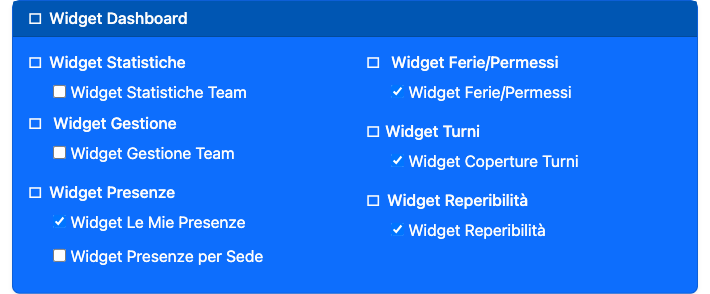 Widget Dashboard
Widget Statistiche
Widget Statistiche Team
Widget Gestione
Widget Gestione Team
Widget Presenze
Widget Le Mie Presenze
Widget Presenze per Sede
Widget Ferie/Permessi
Widget Ferie/Permessi
Widget Turni
Widget Coperture Turni
Widget Reperibilità
Widget Reperibilità